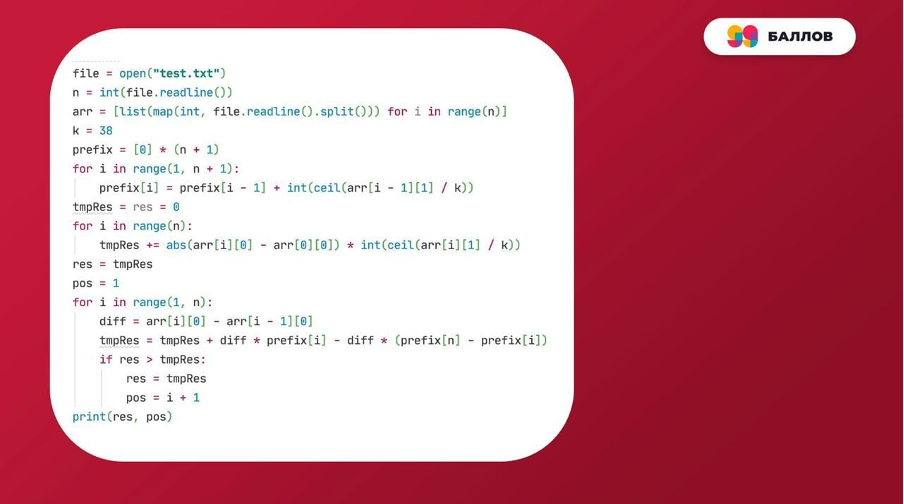 99 БАЛЛОВ
file = open("test.txt")
n = int(file.readline())
arr = [list(map(int, file.readline().split())) for i in range(n)]
k = 38
prefix = [0] * (n + 1)
for i in range(1, n + 1):
    prefix[i] = prefix[i - 1] + int(ceil(arr[i - 1][1] / k))
tmpRes = res = 0
for i in range(n):
    tmpRes += abs(arr[i][0] - arr[0][0]) * int(ceil(arr[i][1] / k))
res = tmpRes
pos = 1
for i in range(1, n):
    diff = arr[i][0] - arr[i - 1][0]
    tmpRes = tmpRes + diff * prefix[i] - diff * (prefix[n] - prefix[i])
    if res > tmpRes:
        res = tmpRes
        pos = i + 1
print(res, pos)